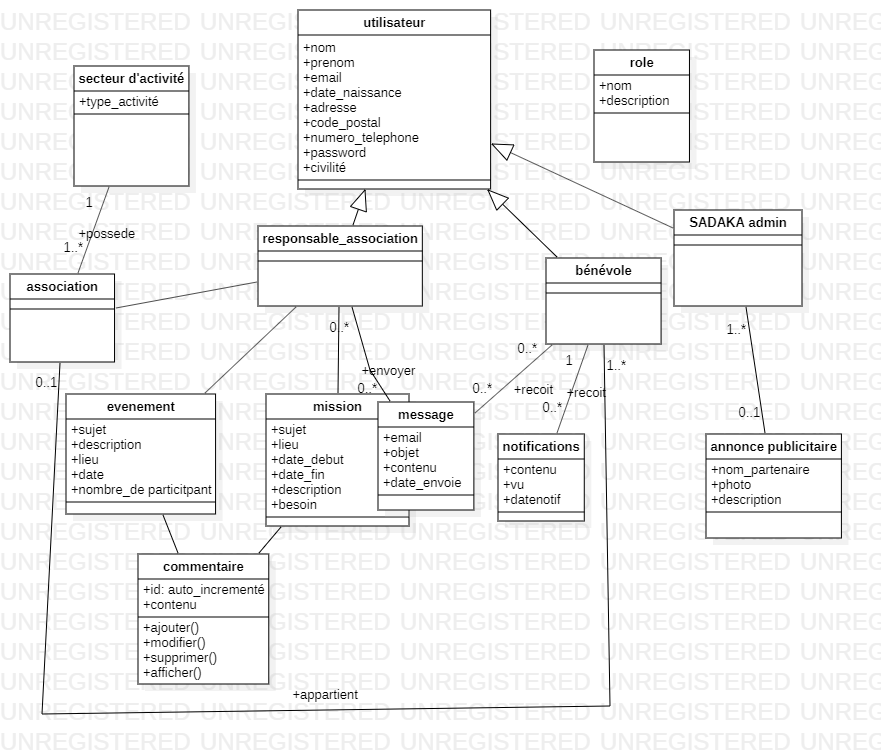 utilisateur
+nom
+prenom
+email
+date_naissance
+adresse
+code_postal
+numero_telephone
+password
+civilité
role
+nom
+description
secteur d'activité
+type_activité
1
+possede
1..*
responsable_association
SADAKA admin
bénévole
association
0..*
1..*
0..*
1
1..*
0..1
+envoyer
0..*
0..*
+recoit
+recoit
0..*
0..1
evenement
+sujet
+description
+lieu
+date
+nombre_de particitpant
mission
+sujet
+lieu
+date_debut
+date_fin
+description
+besoin
message
+email
+objet
+contenu
+date_envoie
notifications
+contenu
+vu
+datenotif
annonce publicitaire
+nom_partenaire
+photo
+description
commentaire
+id: auto_incrementé
+contenu
+ajouter()
+modifier()
+supprimer()
+afficher()
+appartient
UNREGISTERED